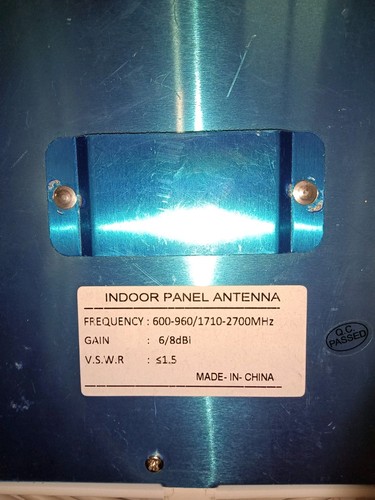 INDOOR PANEL ANTENNA
FREQUENCY : 600-960/1710-2700MHz
GAIN : 6/8dBi
V.S.W.R : ≤1.5
MADE- IN- CHINA
Q.C.
PASSED